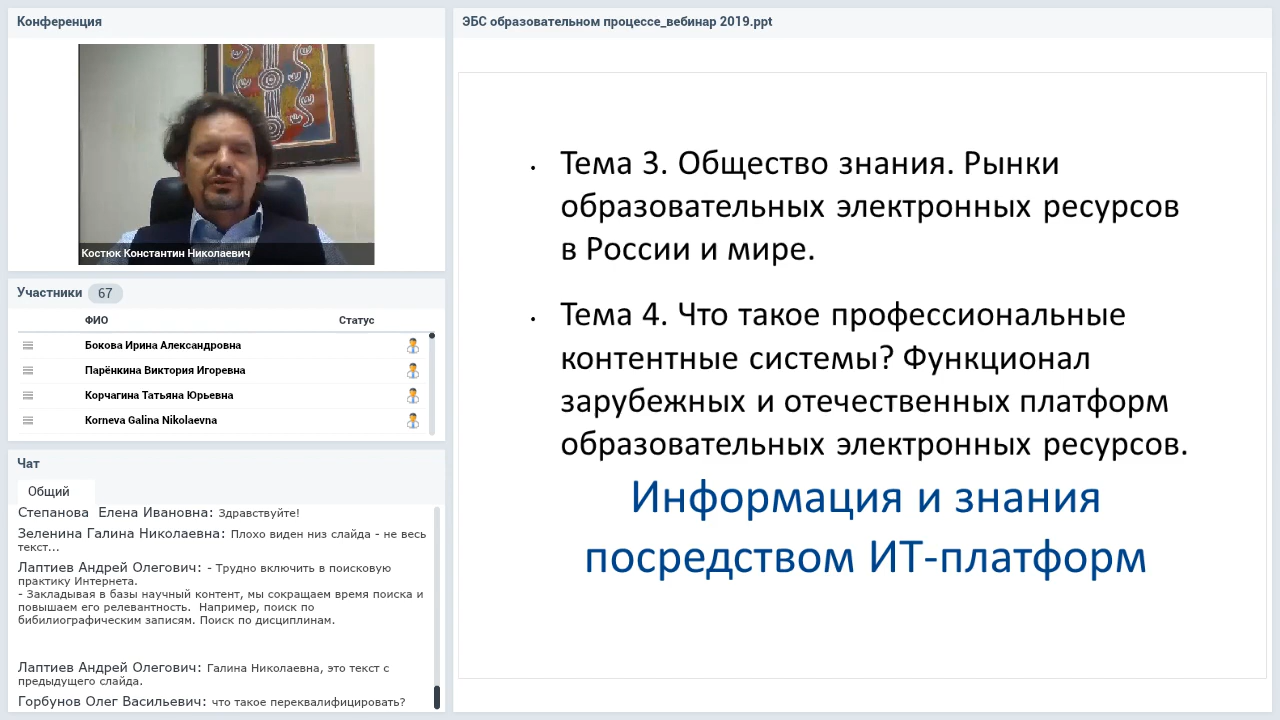 Конференция
Костюк Константин Николаевич
Участники 67
ФИО Статус
Бокова Ирина Александровна
Парёнкина Виктория Игоревна
Корчагина Татьяна Юрьевна
Korneva Galina Nikolaevna
Чат
Общий
Степанова Елена Ивановна: Здравствуйте!
Зеленина Галина Николаевна: Плохо виден низ слайда - не весь
текст...
Лаптиев Андрей Олегович: - Трудно включить в поисковую
практику Интернета.
- Закладывая в базы научный контент, мы сокращаем время поиска и
повышаем его релевантность. Например, поиск по
бибилиографическим записям. Поиск по дисциплинам.
Лаптиев Андрей Олегович: Галина Николаевна, это текст с
предыдущего слайда.
Горбунов Олег Васильевич: что такое переквалифицировать?
ЭБС образовательном процессе_вебинар 2019.ppt
• Тема 3. Общество знания. Рынки
образовательных электронных ресурсов
в России и мире.
• Тема 4. Что такое профессиональные
контентные системы? Функционал
зарубежных и отечественных платформ
образовательных электронных ресурсов.
Информация и знания
посредством ИТ-платформ